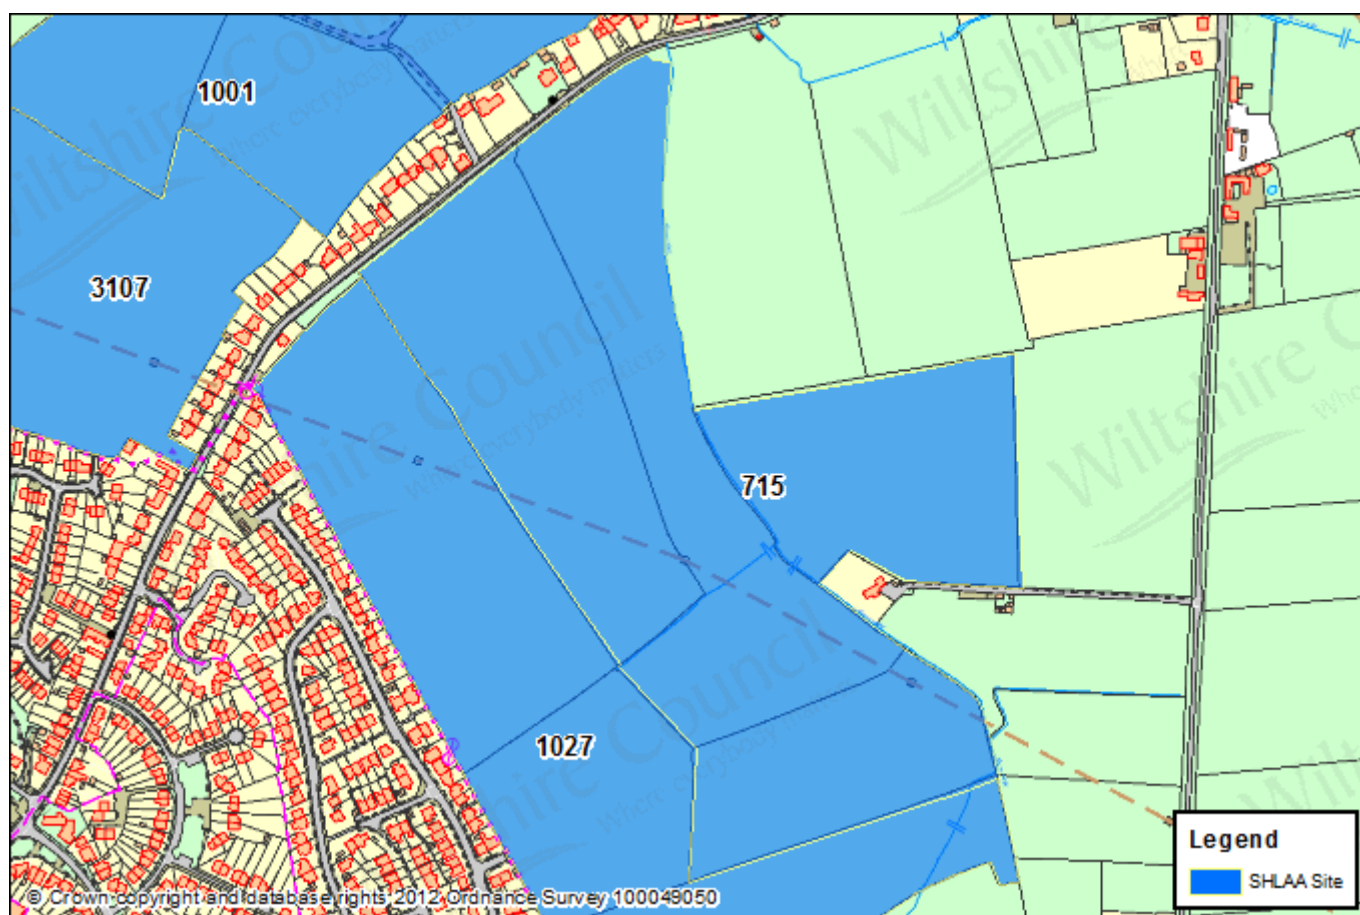 1001
3107
715
1027
Wiltshire Council
Where everybody matters
Legend
SHLAA Site
© Crown copyright and database rights 2012 Ordnance Survey 100049050